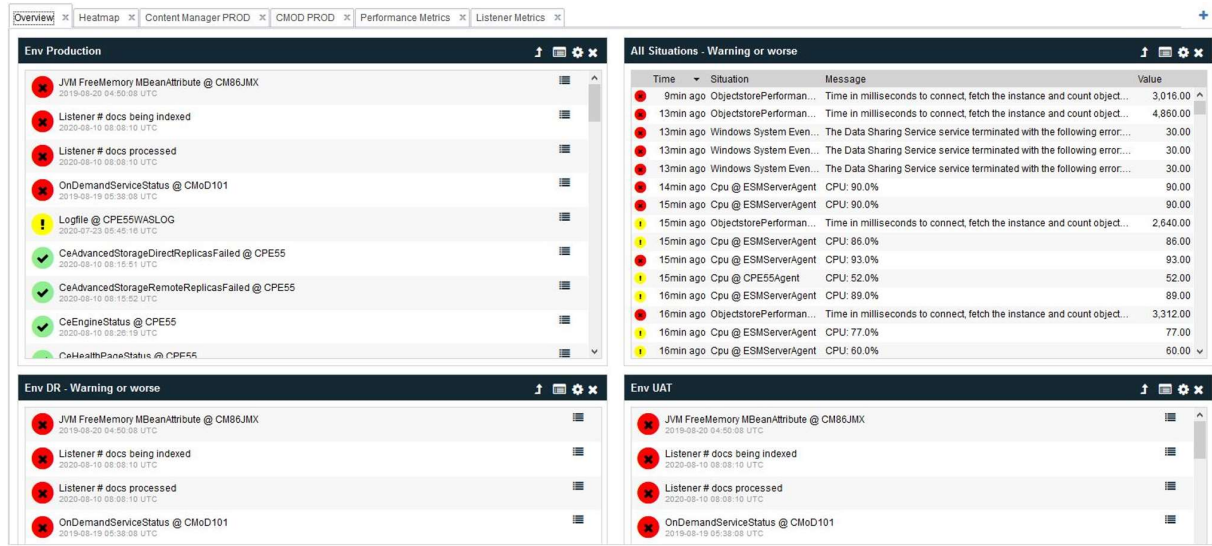 Overview × Heatmap × Content Manager PROD × CMOD PROD × Performance Metrics × Listener Metrics ×
Env Production
JVM FreeMemory MBeanAttribute @ CM86JMX
2019-08-20 04:50:08 UTC
Listener # docs being indexed
2020-08-10 08:08:10 UTC
Listener # docs processed
2020-08-10 08:08:10 UTC
OnDemandServiceStatus @ CMoD101
2019-08-19 05:38:08 UTC
Logfile @ CPE55WASLOG
2020-07-23 05:45:16 UTC
CeAdvancedStorageDirectReplicasFailed @ CPE55
2020-08-10 08:15:51 UTC
CeAdvancedStorageRemoteReplicasFailed @ CPE55
2020-08-10 08:15:52 UTC
CeEngineStatus @ CPE55
2020-08-10 08:26:19 UTC
CeHealthPageStatus @ CPE55
All Situations - Warning or worse
Time Situation Message Value
9min ago ObjectstorePerforman... Time in milliseconds to connect, fetch the instance and count object... 3,016.00
13min ago ObjectstorePerforman... Time in milliseconds to connect, fetch the instance and count object... 4,860.00
13min ago Windows System Even... The Data Sharing Service service terminated with the following error:... 30.00
13min ago Windows System Even... The Data Sharing Service service terminated with the following error:... 30.00
13min ago Windows System Even... The Data Sharing Service service terminated with the following error:... 30.00
14min ago Cpu @ ESMServerAgent CPU: 90.0% 90.00
15min ago Cpu @ ESMServerAgent CPU: 90.0% 90.00
15min ago ObjectstorePerforman... Time in milliseconds to connect, fetch the instance and count object... 2,640.00
15min ago Cpu @ ESMServerAgent CPU: 86.0% 86.00
15min ago Cpu @ ESMServerAgent CPU: 93.0% 93.00
15min ago Cpu @ CPE55Agent CPU: 52.0% 52.00
16min ago Cpu @ ESMServerAgent CPU: 89.0% 89.00
16min ago ObjectstorePerforman... Time in milliseconds to connect, fetch the instance and count object... 3,312.00
16min ago Cpu @ ESMServerAgent CPU: 77.0% 77.00
16min ago Cpu @ ESMServerAgent CPU: 60.0% 60.00
Env DR - Warning or worse
JVM FreeMemory MBeanAttribute @ CM86JMX
2019-08-20 04:50:08 UTC
Listener # docs being indexed
2020-08-10 08:08:10 UTC
Listener # docs processed
2020-08-10 08:08:10 UTC
OnDemandServiceStatus @ CMoD101
2019-08-19 05:38:08 UTC
Env UAT
JVM FreeMemory MBeanAttribute @ CM86JMX
2019-08-20 04:50:08 UTC
Listener # docs being indexed
2020-08-10 08:08:10 UTC
Listener # docs processed
2020-08-10 08:08:10 UTC
OnDemandServiceStatus @ CMoD101
2019-08-19 05:38:08 UTC